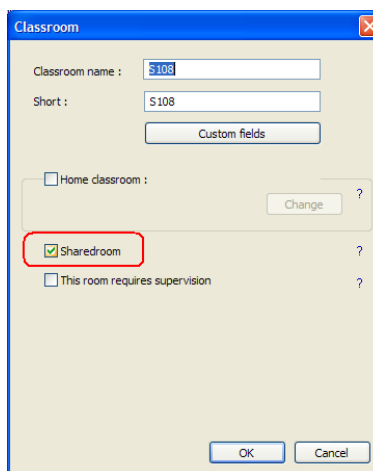 Classroom
Classroom name : S108
Short : S108
Custom fields
Home classroom :
Change ?
Sharedroom ?
This room requires supervision ?
OK Cancel